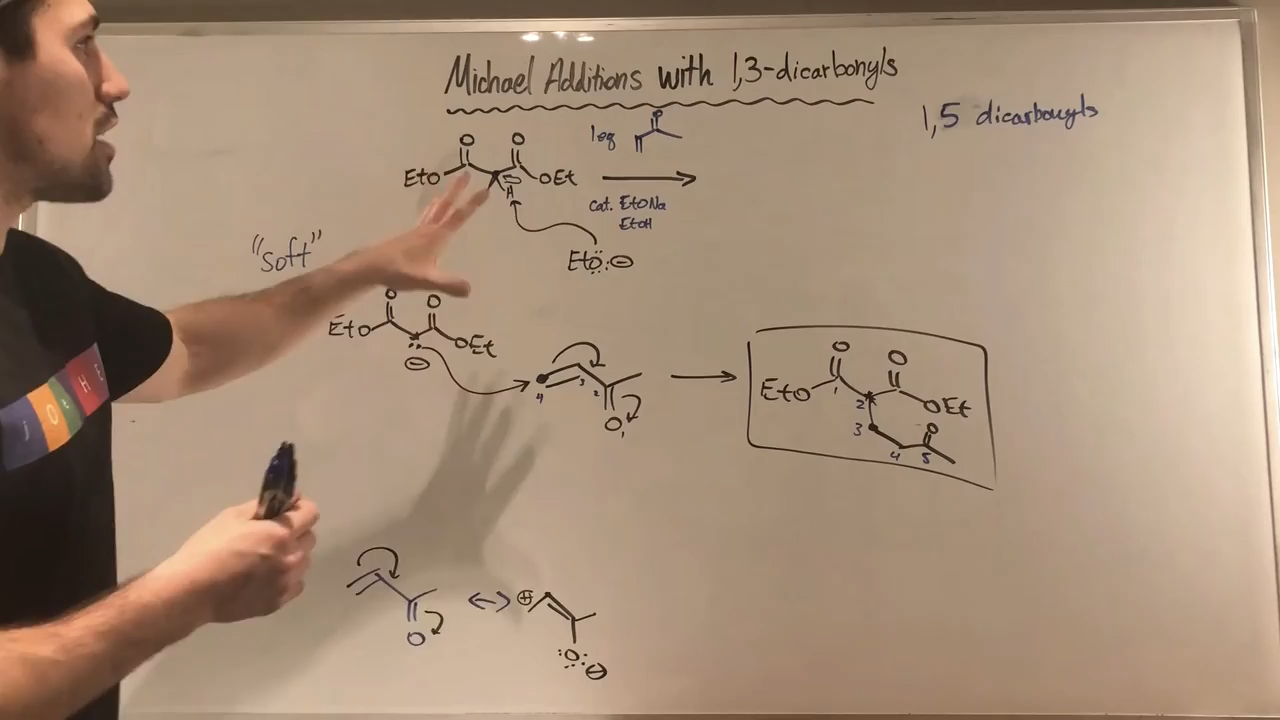 Michael Additions with 1,3-dicarbonyls
1,5 dicarbonyls
1eq
O
O O
EtO OEt
H
cat. EtONa
EtOH
EtO:⊖
"soft"
O O
EtO OEt
⊖
4 3 2
O 1
O O
EtO 1 2 OEt
3 O
4 5
O
⊕
:O:⊖